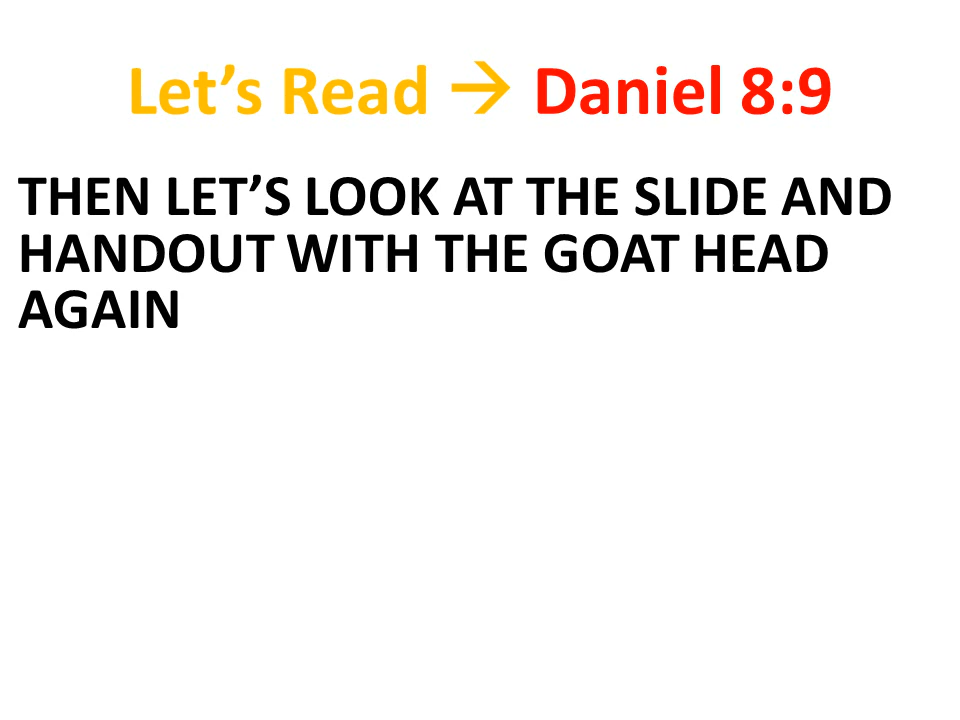 Let’s Read → Daniel 8:9
THEN LET’S LOOK AT THE SLIDE AND
HANDOUT WITH THE GOAT HEAD
AGAIN